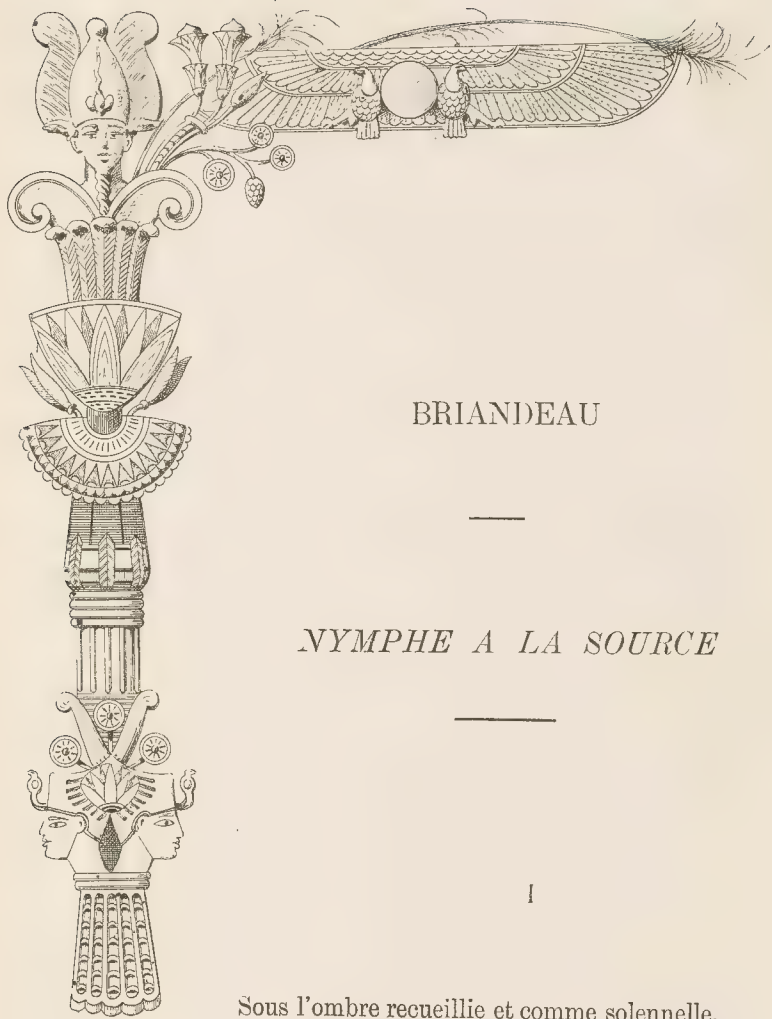 BRIANDEAU
NYMPHE A LA SOURCE
I
Sous l'ombre recueillie et comme solennelle,